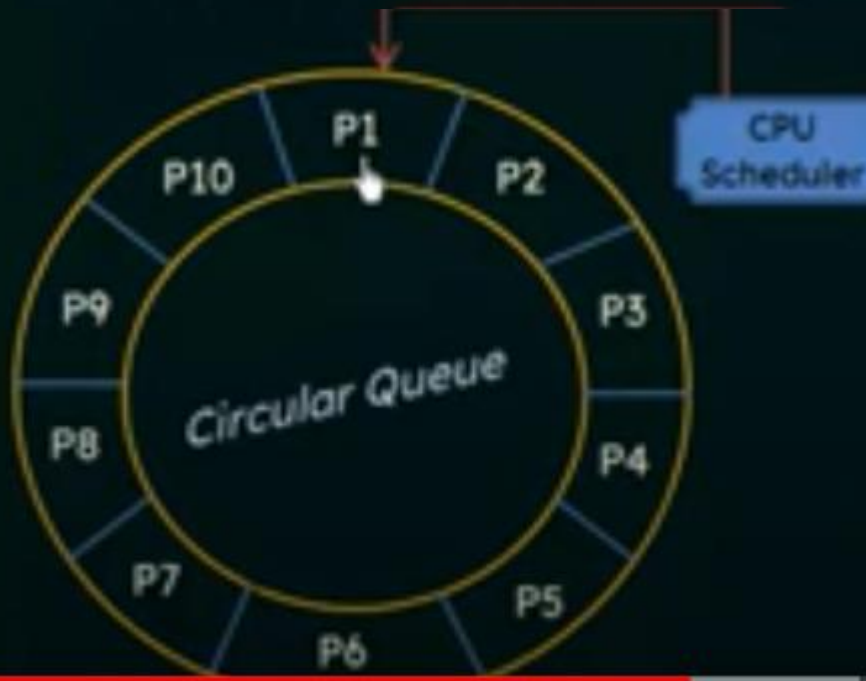 P1
CPU
Scheduler
P10
P2
P9
P3
Circular Queue
P8
P4
P7
P5
P6